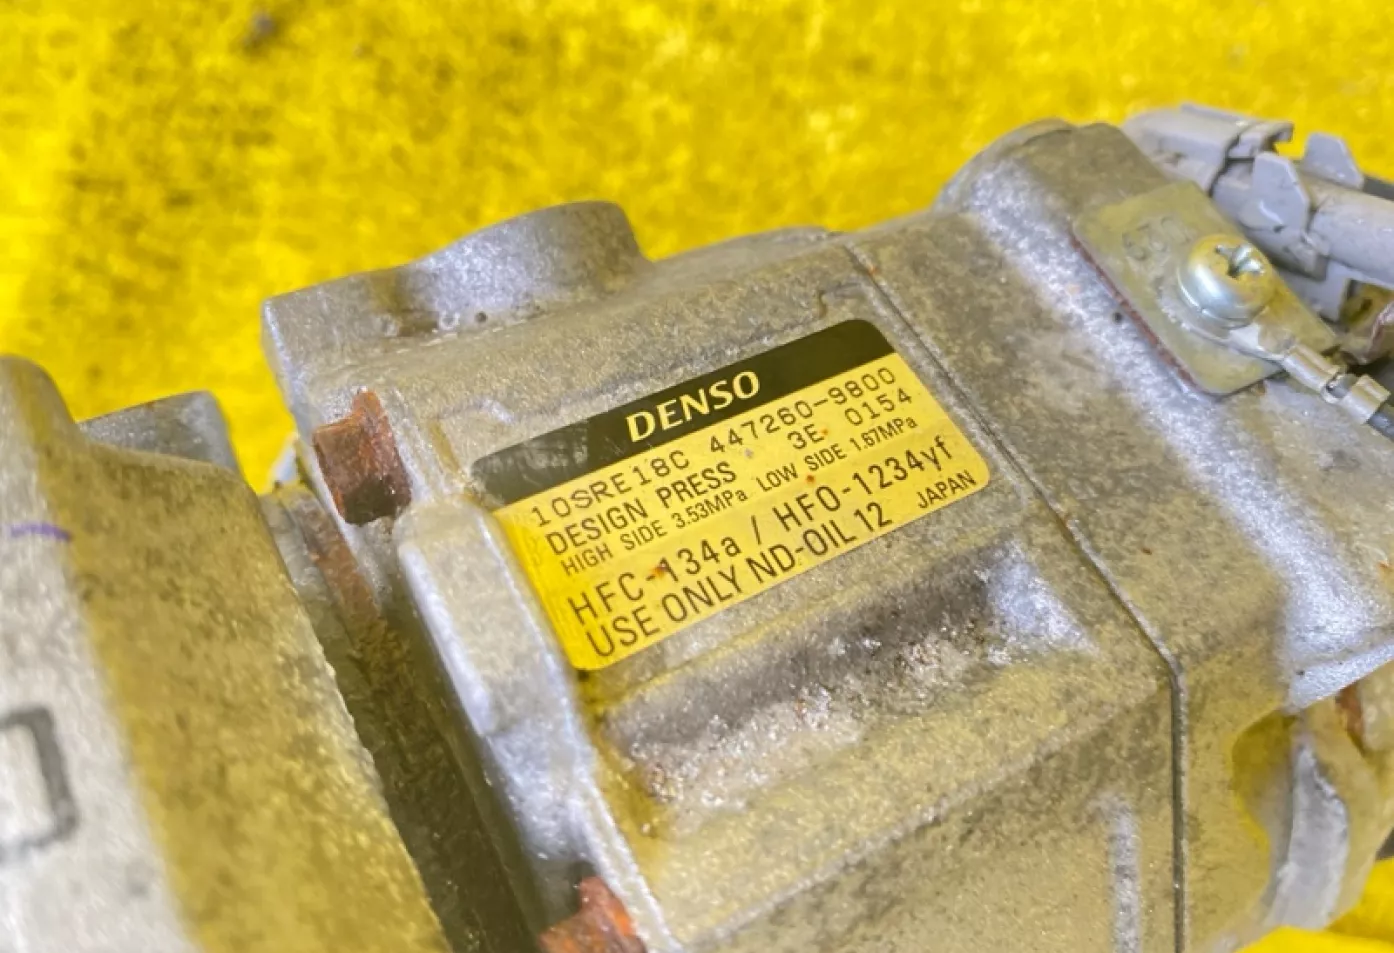 DENSO
10SRE18C 447260-9800
DESIGN PRESS 3E 0154
HIGH SIDE 3.53MPa LOW SIDE 1.67MPa
HFC-134a / HFO-1234yf
USE ONLY ND-OIL 12 JAPAN